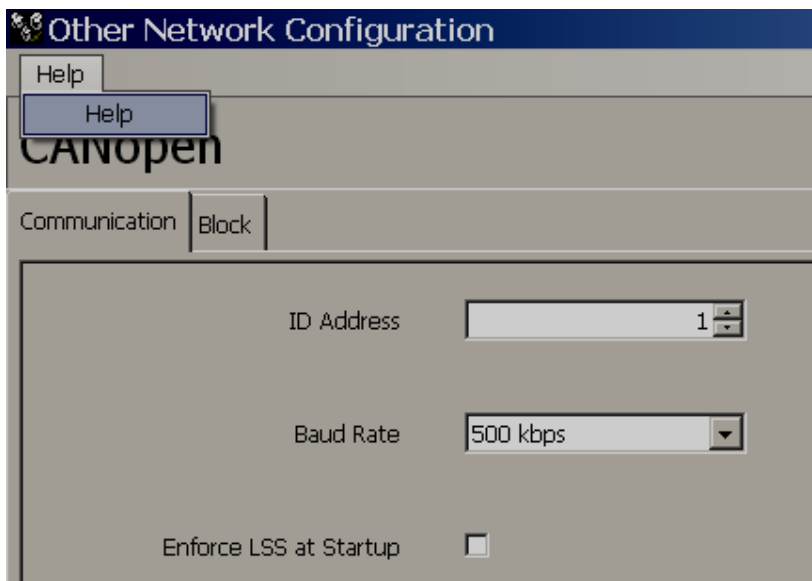 Other Network Configuration
Help
Help
CANopen
Communication Block
ID Address 1
Baud Rate 500 kbps
Enforce LSS at Startup